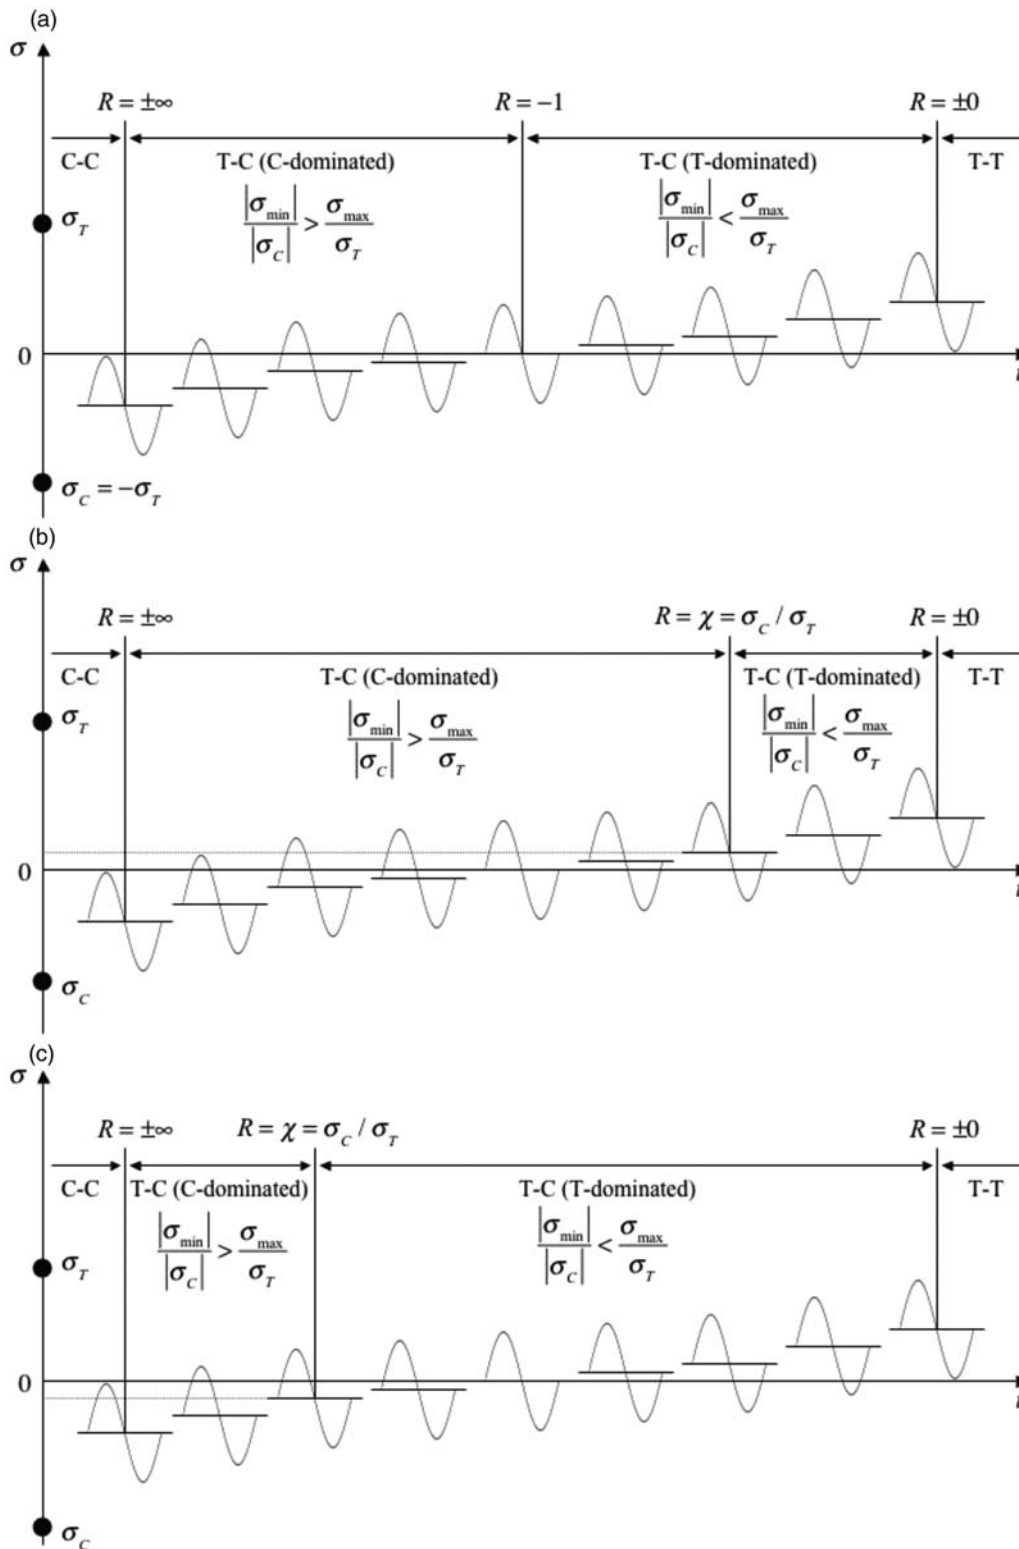 (a)
σ
R = ±∞ R = −1 R = ±0
C-C T-C (C-dominated) T-C (T-dominated) T-T
|σ_min| / |σ_C| > σ_max / σ_T |σ_min| / |σ_C| < σ_max / σ_T
σ_T
0
t
σ_C = −σ_T
(b)
σ
R = ±∞ R = χ = σ_C / σ_T R = ±0
C-C T-C (C-dominated) T-C (T-dominated) T-T
|σ_min| / |σ_C| > σ_max / σ_T |σ_min| / |σ_C| < σ_max / σ_T
σ_T
0
t
σ_C
(c)
σ
R = ±∞ R = χ = σ_C / σ_T R = ±0
C-C T-C (C-dominated) T-C (T-dominated) T-T
|σ_min| / |σ_C| > σ_max / σ_T |σ_min| / |σ_C| < σ_max / σ_T
σ_T
0
t
σ_C